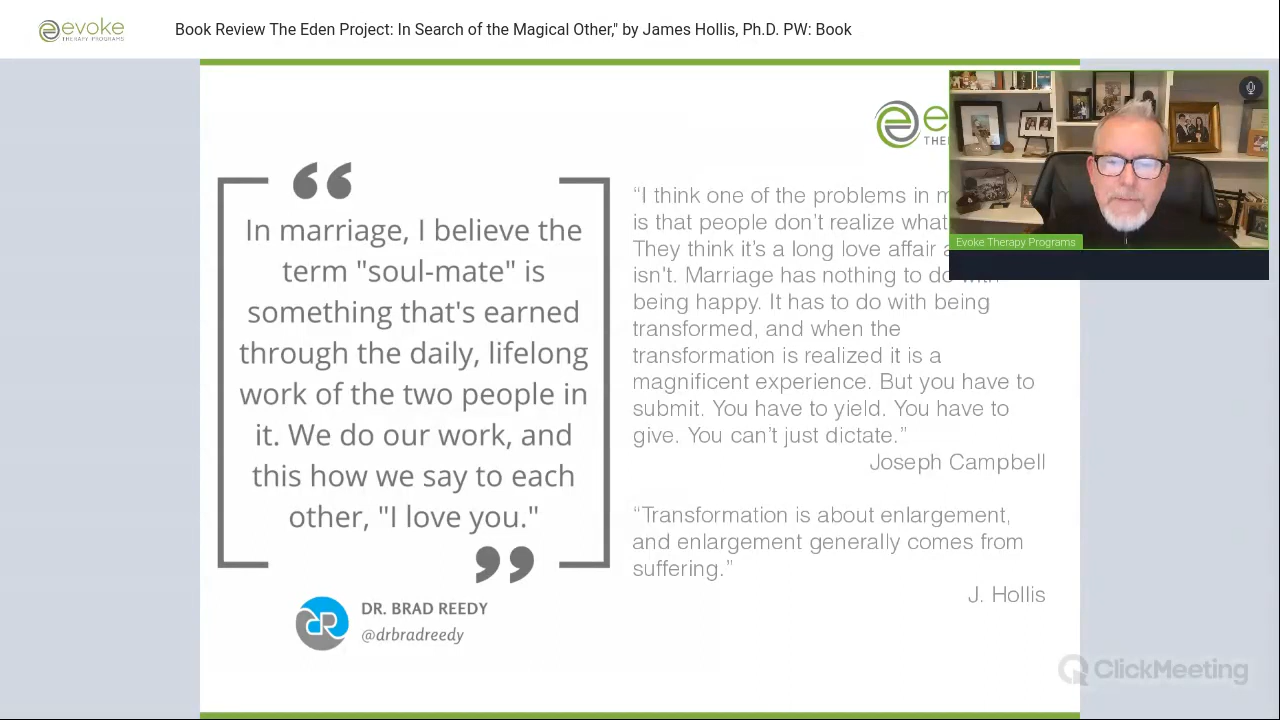 evoke
THERAPY PROGRAMS
Book Review The Eden Project: In Search of the Magical Other," by James Hollis, Ph.D. PW: Book
e
THE
Evoke Therapy Programs
“
In marriage, I believe the
term "soul-mate" is
something that's earned
through the daily, lifelong
work of the two people in
it. We do our work, and
this how we say to each
other, "I love you."
”
DR. BRAD REEDY
@drbradreedy
“I think one of the problems in
is that people don’t realize what
They think it’s a long love affair
isn't. Marriage has nothing to do with
being happy. It has to do with being
transformed, and when the
transformation is realized it is a
magnificent experience. But you have to
submit. You have to yield. You have to
give. You can’t just dictate.”
Joseph Campbell
“Transformation is about enlargement,
and enlargement generally comes from
suffering.”
J. Hollis
ClickMeeting